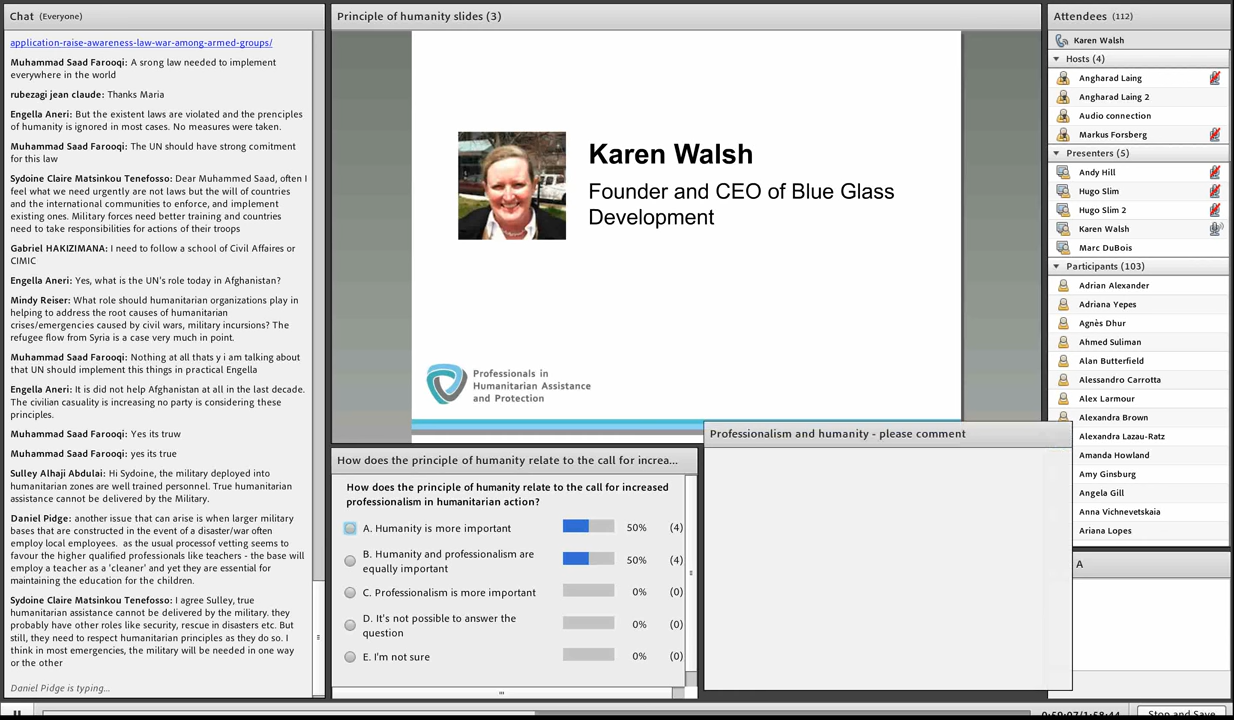 Chat (Everyone)
application-raise-awareness-law-war-among-armed-groups/
Muhammad Saad Farooqi: A srong law needed to implement
everywhere in the world
rubezagi jean claude: Thanks Maria
Engella Aneri: But the existent laws are violated and the prenciples
of humanity is ignored in most cases. No measures were taken.
Muhammad Saad Farooqi: The UN should have strong comitment
for this law
Sydoine Claire Matsinkou Tenefosso: Dear Muhammed Saad, often I
feel what we need urgently are not laws but the will of countries
and the international communities to enforce, and implement
existing ones. Military forces need better training and countries
need to take responsibilities for actions of their troops
Gabriel HAKIZIMANA: I need to follow a school of Civil Affaires or
CIMIC
Engella Aneri: Yes, what is the UN's role today in Afghanistan?
Mindy Reiser: What role should humanitarian organizations play in
helping to address the root causes of humanitarian
crises/emergencies caused by civil wars, military incursions? The
refugee flow from Syria is a case very much in point.
Muhammad Saad Farooqi: Nothing at all thats y i am talking about
that UN should implement this things in practical Engella
Engella Aneri: It is did not help Afghanistan at all in the last decade.
The civilian casuality is increasing no party is considering these
principles.
Muhammad Saad Farooqi: Yes its truw
Muhammad Saad Farooqi: yes its true
Sulley Alhaji Abdulai: Hi Sydoine, the military deployed into
humanitarian zones are well trained personnel. True humanitarian
assistance cannot be delivered by the Military.
Daniel Pidge: another issue that can arise is when larger military
bases that are constructed in the event of a disaster/war often
employ local employees. as the usual processof vetting seems to
favour the higher qualified professionals like teachers - the base will
employ a teacher as a 'cleaner' and yet they are essential for
maintaining the education for the children.
Sydoine Claire Matsinkou Tenefosso: I agree Sulley, true
humanitarian assistance cannot be delivered by the military. they
probably have other roles like security, rescue in disasters etc. But
still, they need to respect humanitarian principles as they do so. I
think in most emergencies, the military will be needed in one way
or the other
Daniel Pidge is typing...
Principle of humanity slides (3)
Karen Walsh
Founder and CEO of Blue Glass
Development
Professionals in
Humanitarian Assistance
and Protection
How does the principle of humanity relate to the call for increa...
How does the principle of humanity relate to the call for increased
professionalism in humanitarian action?
A. Humanity is more important 50% (4)
B. Humanity and professionalism are
equally important 50% (4)
C. Professionalism is more important 0% (0)
D. It's not possible to answer the
question 0% (0)
E. I'm not sure 0% (0)
Professionalism and humanity - please comment
Attendees (112)
Karen Walsh
Hosts (4)
Angharad Laing
Angharad Laing 2
Audio connection
Markus Forsberg
Presenters (5)
Andy Hill
Hugo Slim
Hugo Slim 2
Karen Walsh
Marc DuBois
Participants (103)
Adrian Alexander
Adriana Yepes
Agnès Dhur
Ahmed Suliman
Alan Butterfield
Alessandro Carrotta
Alex Larmour
Alexandra Brown
Alexandra Lazau-Ratz
Amanda Howland
Amy Ginsburg
Angela Gill
Anna Vichnevetskaia
Ariana Lopes
A
0:59:07/1:58:44
Stop and Save